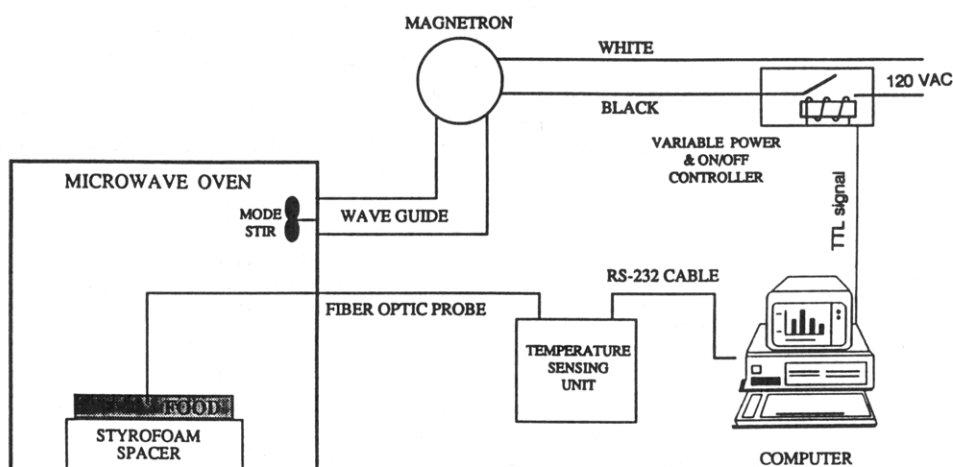 MAGNETRON
WHITE
120 VAC
BLACK
VARIABLE POWER
& ON/OFF
CONTROLLER
MICROWAVE OVEN
MODE
STIR
WAVE GUIDE
TTL signal
RS-232 CABLE
FIBER OPTIC PROBE
TEMPERATURE
SENSING
UNIT
FOOD
STYROFOAM
SPACER
COMPUTER